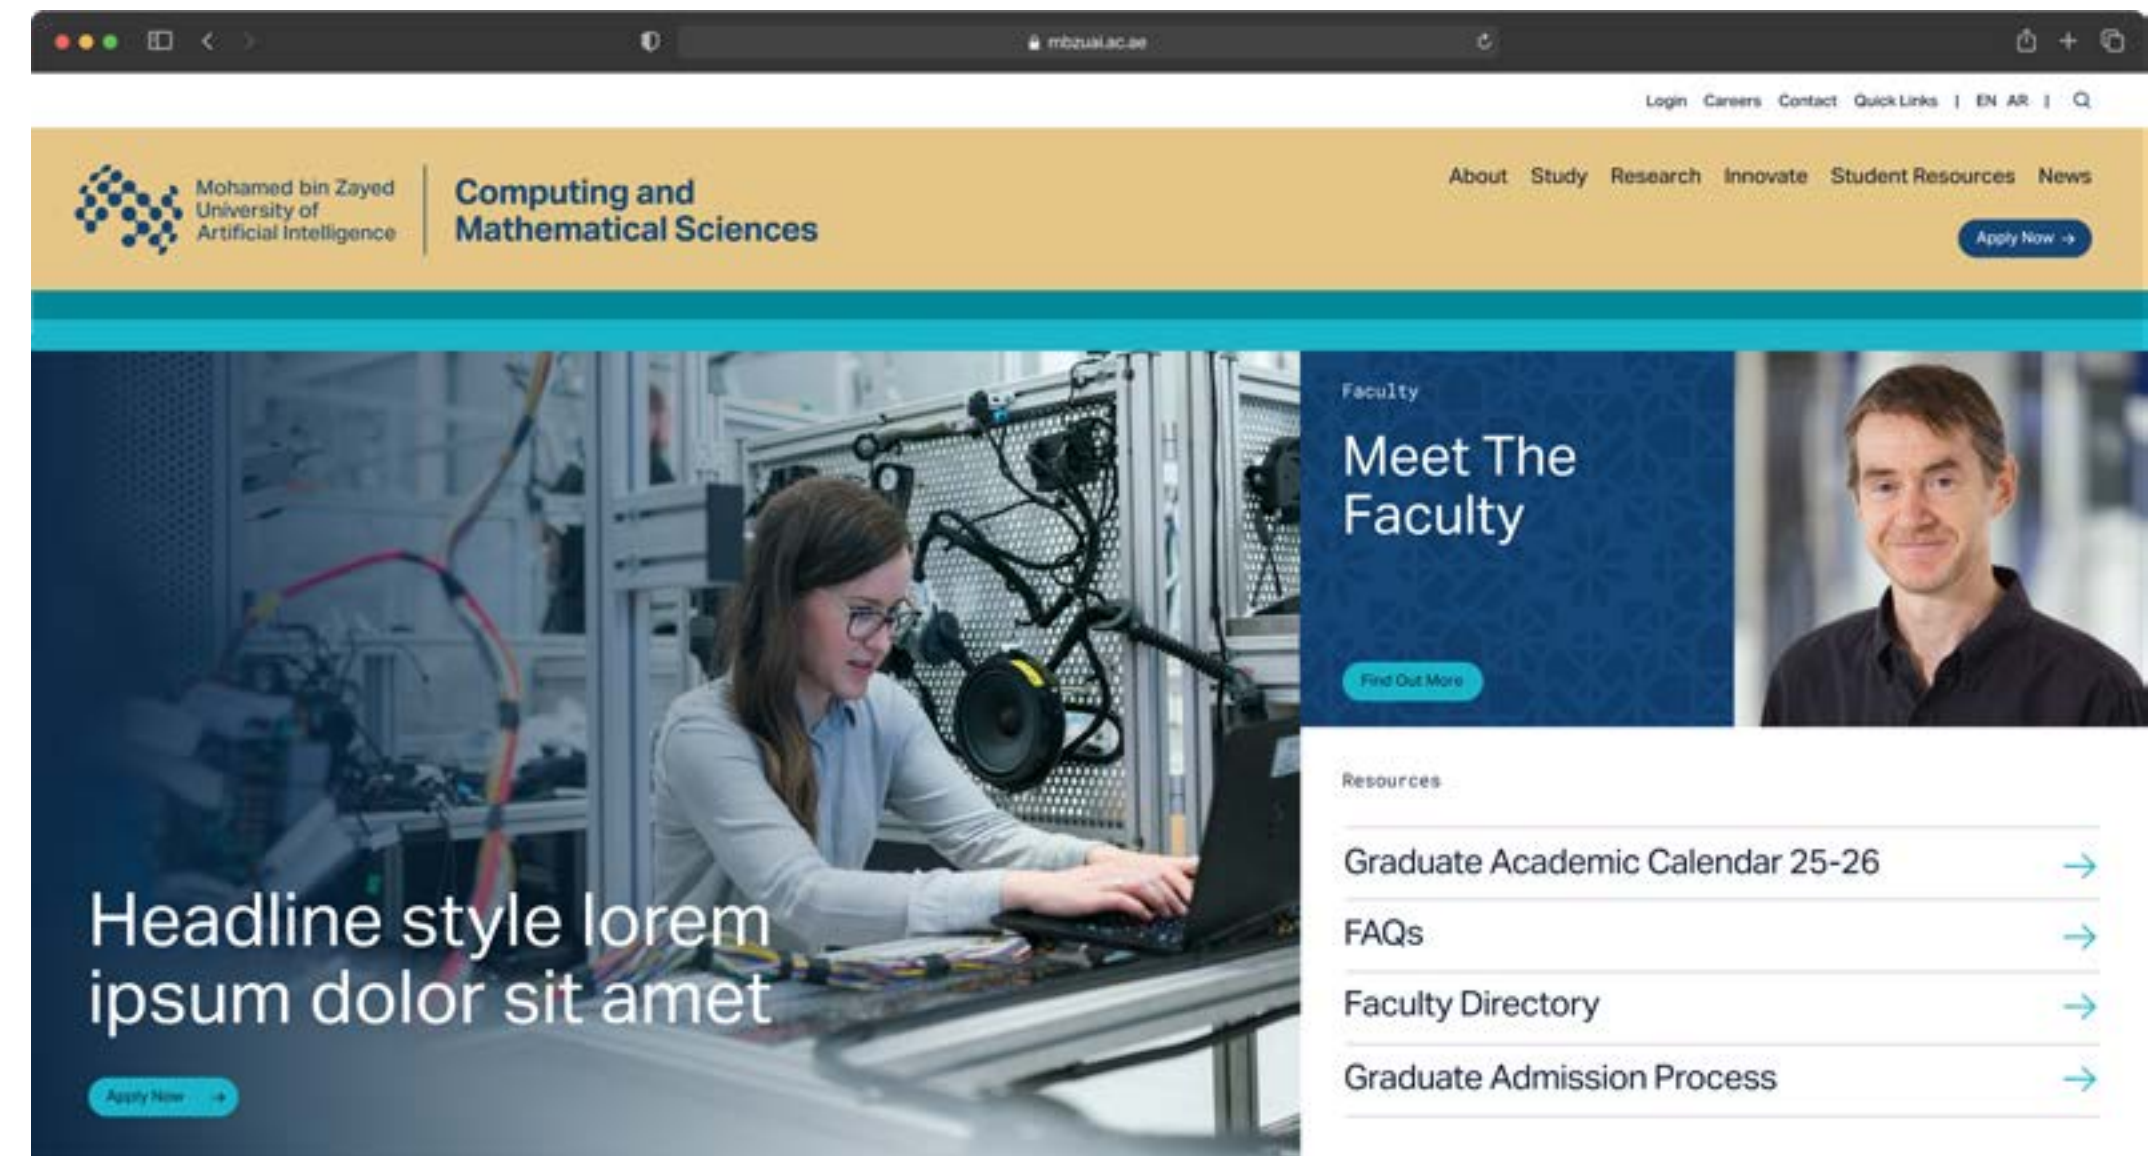 mbzuai.ac.ae
Login Careers Contact Quick Links | EN AR |
Mohamed bin Zayed
University of
Artificial Intelligence
Computing and
Mathematical Sciences
About Study Research Innovate Student Resources News
Apply Now →
Headline style lorem
ipsum dolor sit amet
Apply Now →
Faculty
Meet The
Faculty
Find Out More
Resources
Graduate Academic Calendar 25-26 →
FAQs →
Faculty Directory →
Graduate Admission Process →